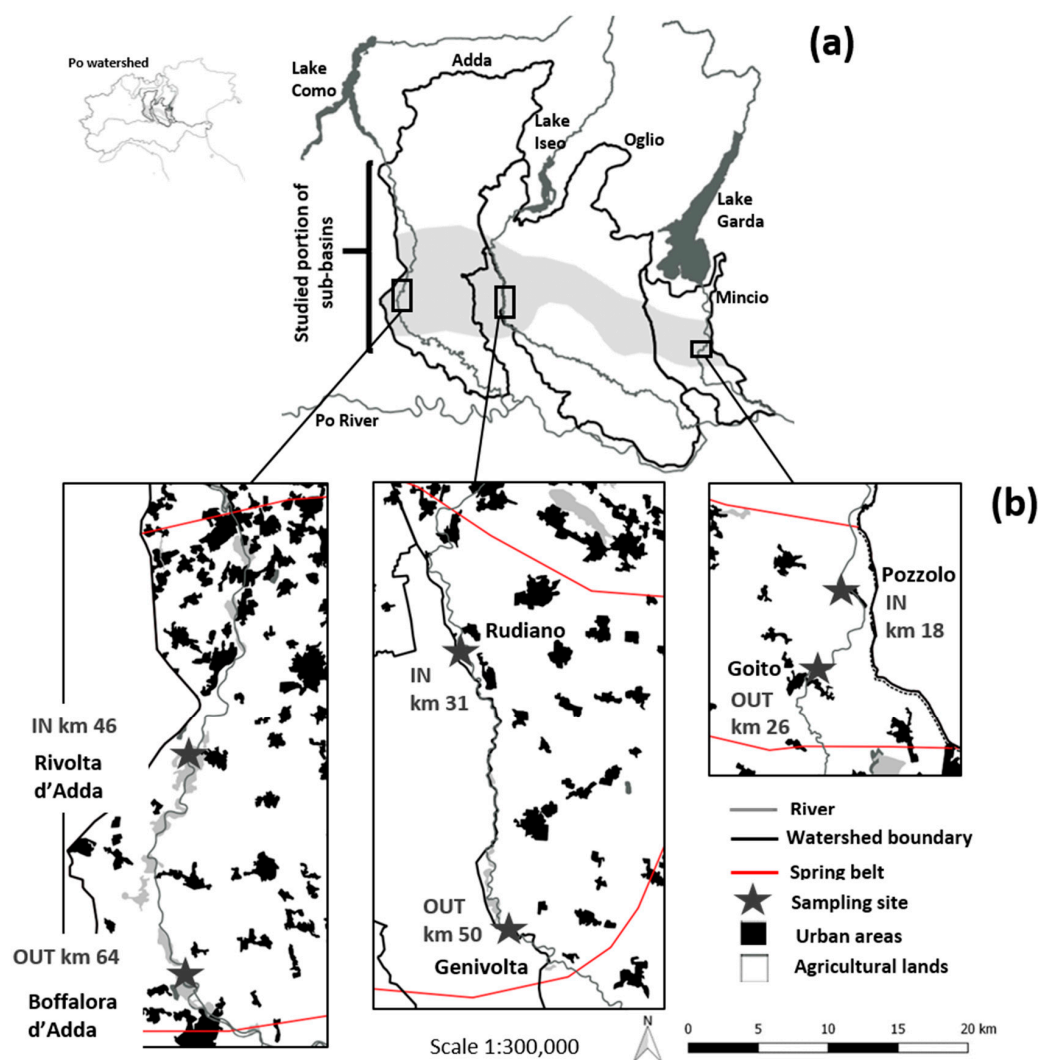 (a)
Po watershed
Lake
Como
Adda
Lake
Iseo
Oglio
Lake
Garda
Mincio
Studied portion of
sub-basins
Po River
(b)
IN km 46
Rivolta
d'Adda
OUT km 64
Boffalora
d'Adda
Rudiano
IN
km 31
OUT
km 50
Genivolta
Pozzolo
IN
km 18
Goito
OUT
km 26
River
Watershed boundary
Spring belt
Sampling site
Urban areas
Agricultural lands
Scale 1:300,000
N
0 5 10 15 20 km